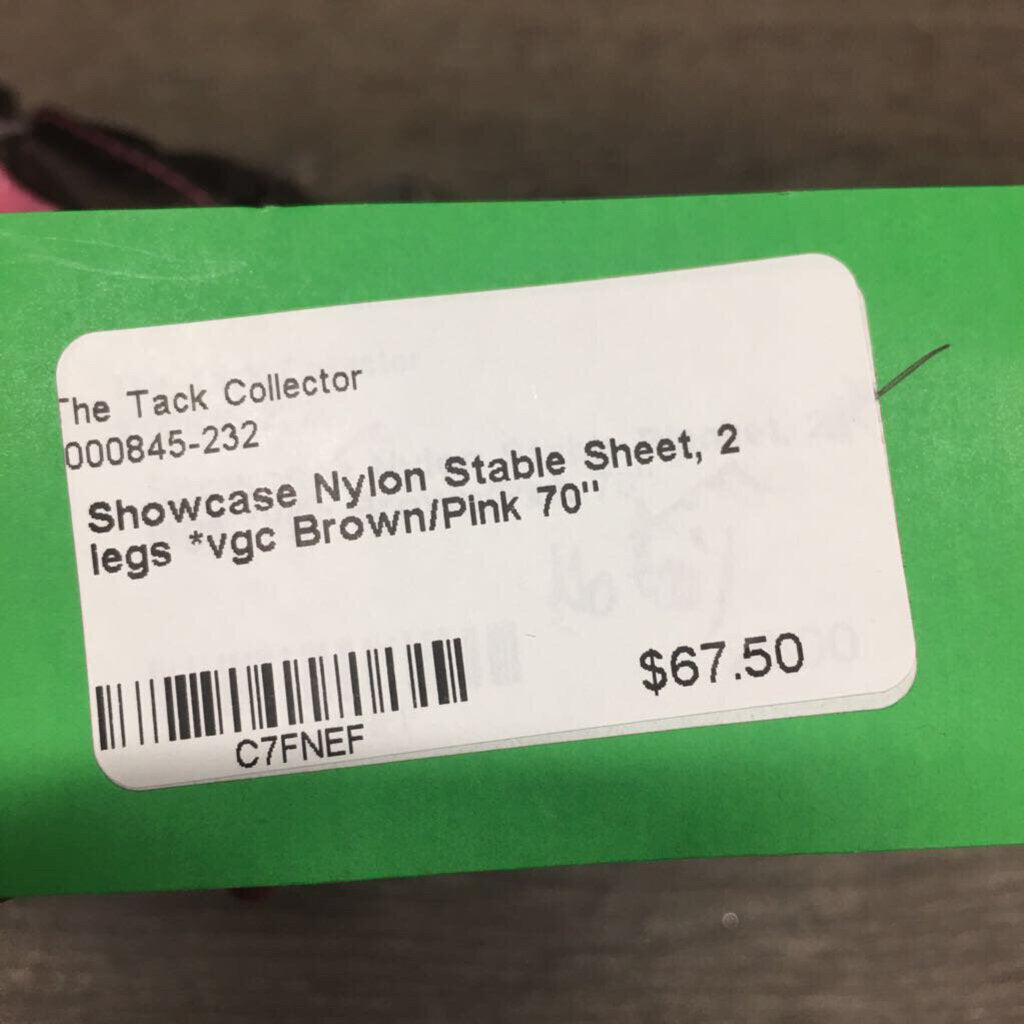 The Tack Collector
000845-232
Showcase Nylon Stable Sheet, 2
legs *vgc Brown/Pink 70"
$67.50
C7FNEF